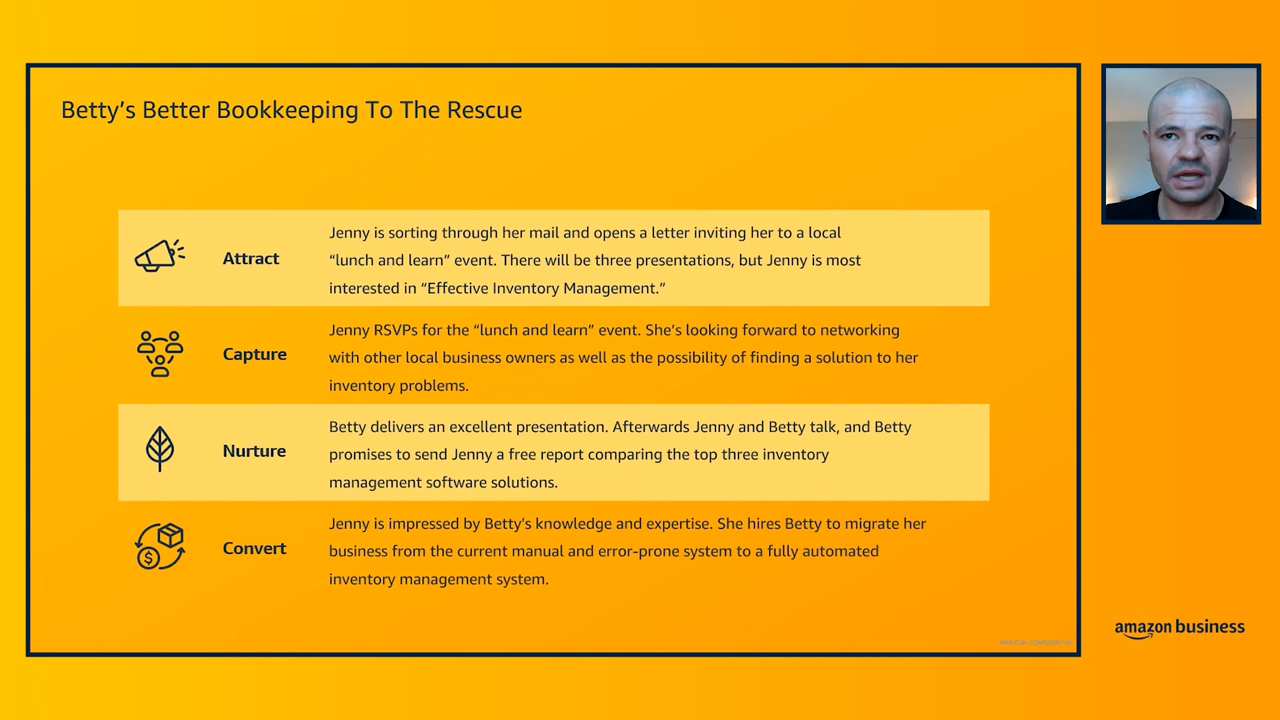 Betty’s Better Bookkeeping To The Rescue
Attract
Jenny is sorting through her mail and opens a letter inviting her to a local
“lunch and learn” event. There will be three presentations, but Jenny is most
interested in “Effective Inventory Management.”
Capture
Jenny RSVPs for the “lunch and learn” event. She’s looking forward to networking
with other local business owners as well as the possibility of finding a solution to her
inventory problems.
Nurture
Betty delivers an excellent presentation. Afterwards Jenny and Betty talk, and Betty
promises to send Jenny a free report comparing the top three inventory
management software solutions.
Convert
Jenny is impressed by Betty's knowledge and expertise. She hires Betty to migrate her
business from the current manual and error-prone system to a fully automated
inventory management system.
amazon business